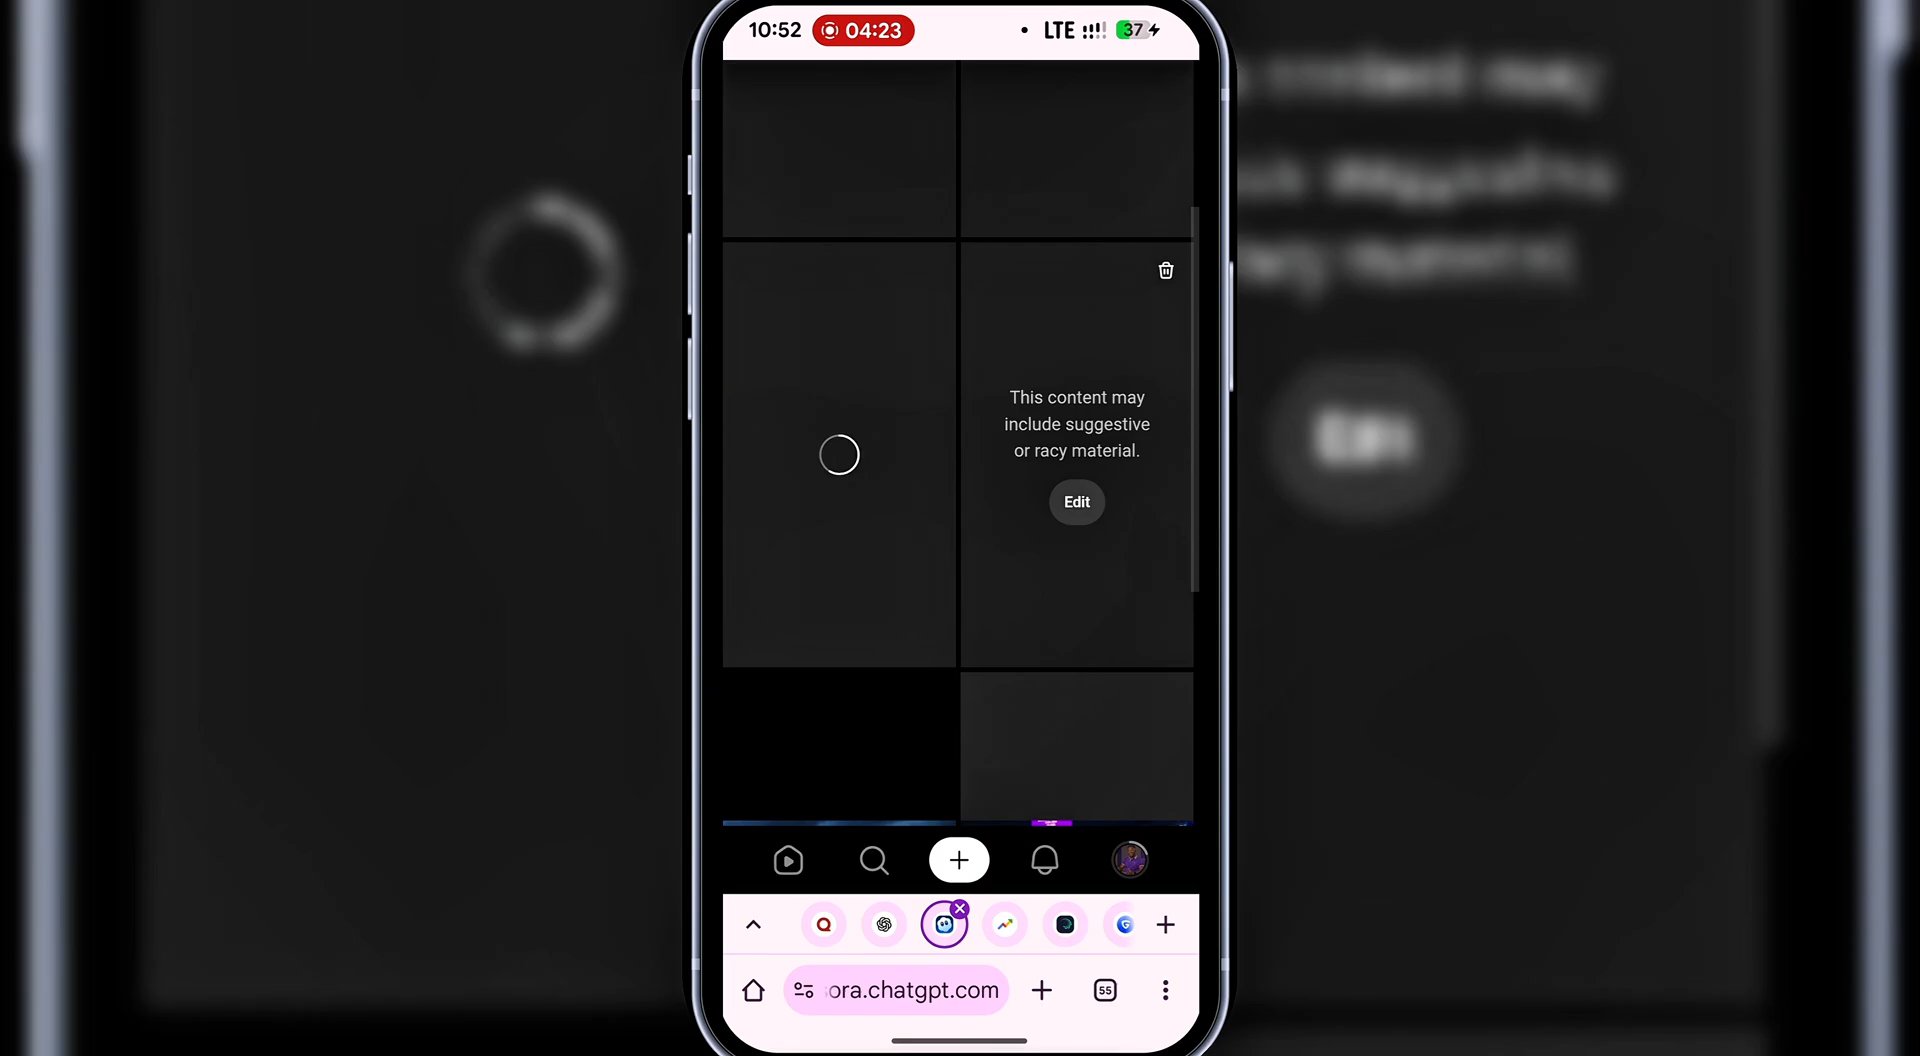 10:52 04:23 LTE 37
This content may
include suggestive
or racy material.
Edit
ora.chatgpt.com 55